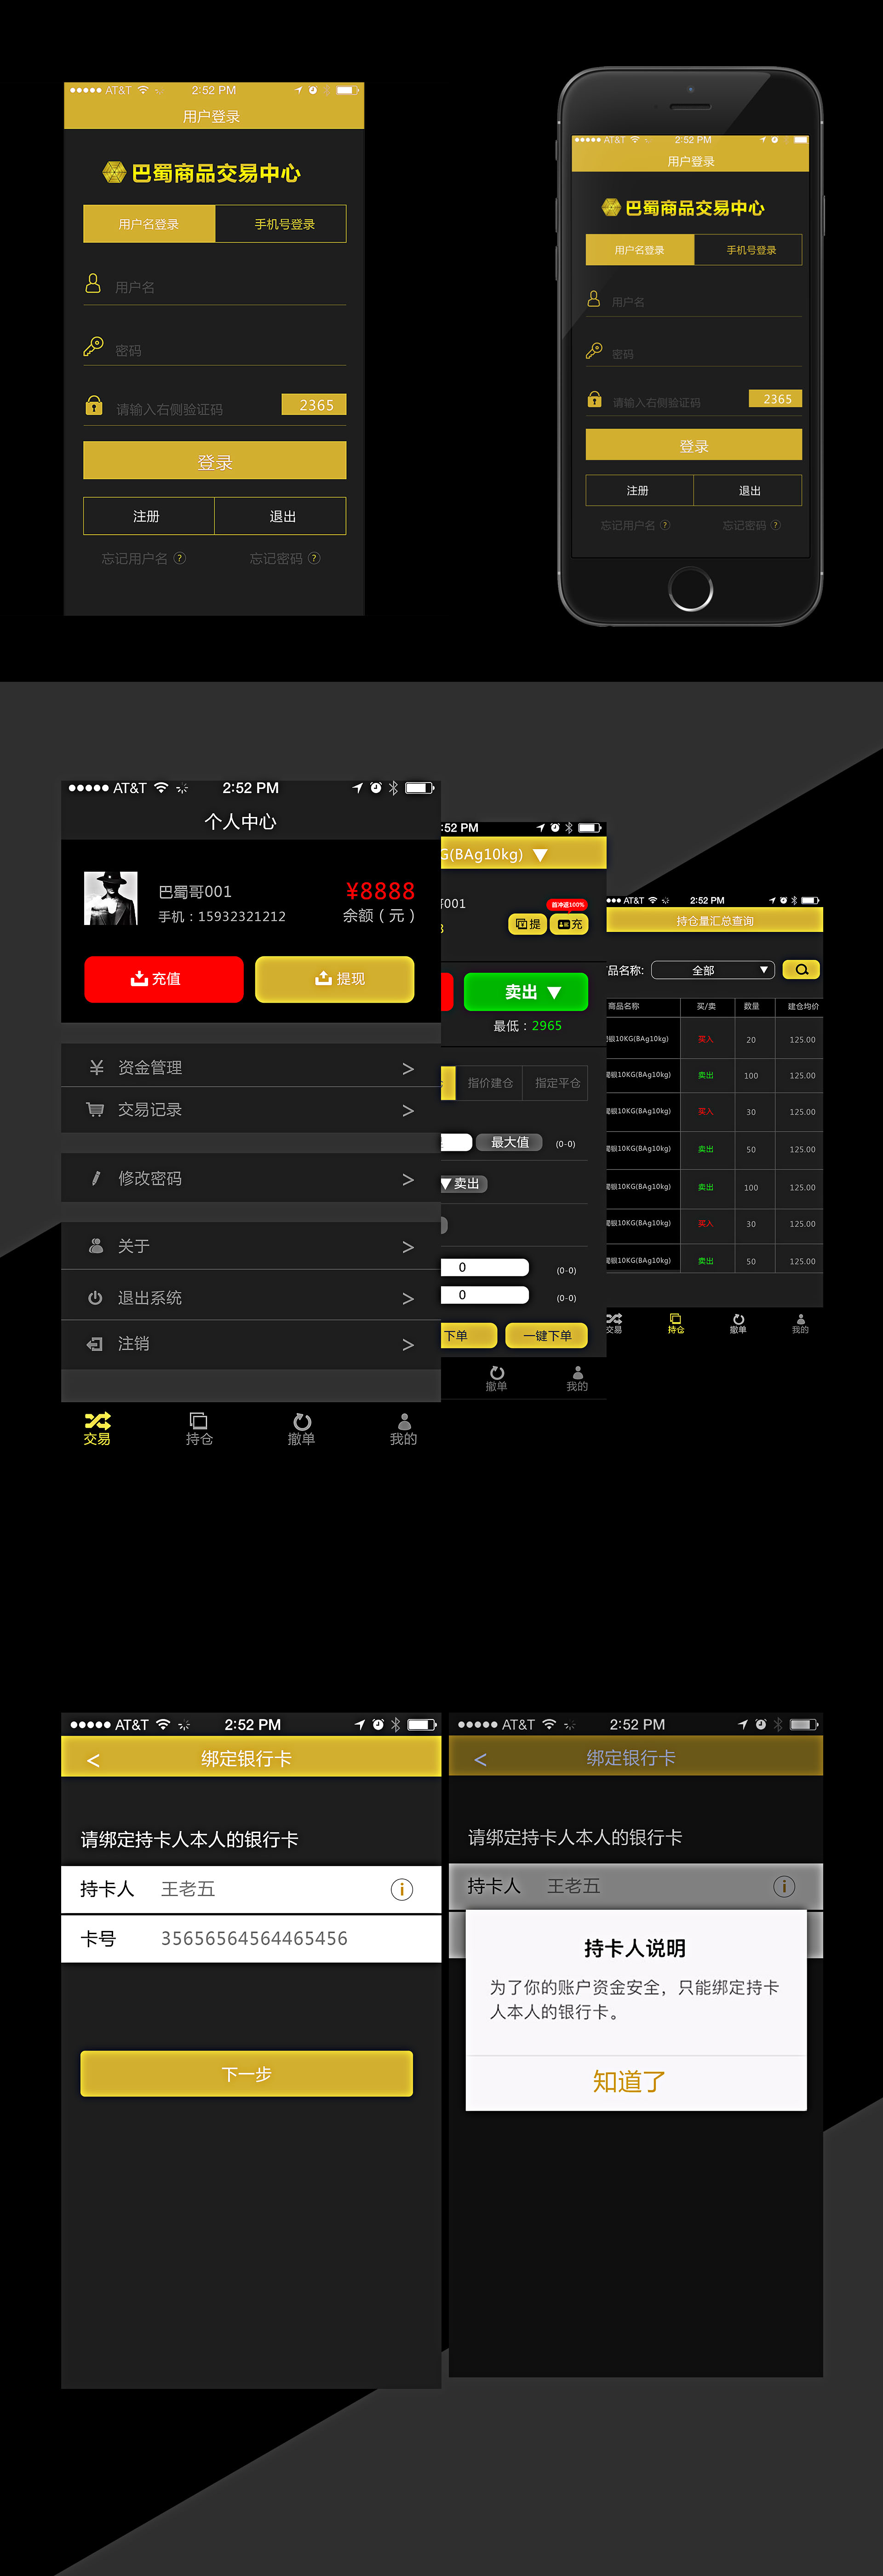 AT&T 2:52 PM
用户登录
巴蜀商品交易中心
用户名登录 手机号登录
用户名
密码
请输入右侧验证码 2365
登录
注册 退出
忘记用户名 ? 忘记密码 ?
AT&T 2:52 PM
用户登录
巴蜀商品交易中心
用户名登录 手机号登录
用户名
密码
请输入右侧验证码 2365
登录
注册 退出
忘记用户名 ? 忘记密码 ?
AT&T 2:52 PM
个人中心
巴蜀哥001 ¥8888
手机：15932321212 余额（元）
充值 提现
¥ 资金管理 >
交易记录 >
修改密码 >
关于 >
退出系统 >
注销 >
交易 持仓 撤单 我的
:52 PM
G(BAg10kg) ▼
哥001 首冲返100%
提 充
卖出 ▼
最低：2965
指价建仓 指定平仓
最大值 (0-0)
▼卖出
0 (0-0)
0 (0-0)
下单 一键下单
撤单 我的
AT&T 2:52 PM
持仓量汇总查询
品名称: 全部 ▼
商品名称 买/卖 数量 建仓均价
银10KG(BAg10kg) 买入 20 125.00
银10KG(BAg10kg) 卖出 100 125.00
银10KG(BAg10kg) 买入 30 125.00
银10KG(BAg10kg) 卖出 50 125.00
银10KG(BAg10kg) 卖出 100 125.00
银10KG(BAg10kg) 买入 30 125.00
银10KG(BAg10kg) 卖出 50 125.00
交易 持仓 撤单 我的
AT&T 2:52 PM
< 绑定银行卡
请绑定持卡人本人的银行卡
持卡人 王老五 i
卡号 35656564564465456
下一步
AT&T 2:52 PM
< 绑定银行卡
请绑定持卡人本人的银行卡
持卡人 王老五 i
持卡人说明
为了你的账户资金安全，只能绑定持卡
人本人的银行卡。
知道了